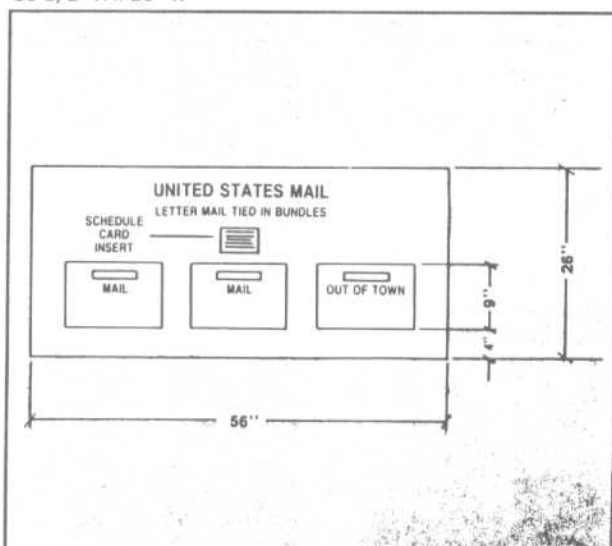 UNITED STATES MAIL
LETTER MAIL TIED IN BUNDLES
SCHEDULE
CARD
INSERT
MAIL
MAIL
OUT OF TOWN
9"
4"
26"
56"